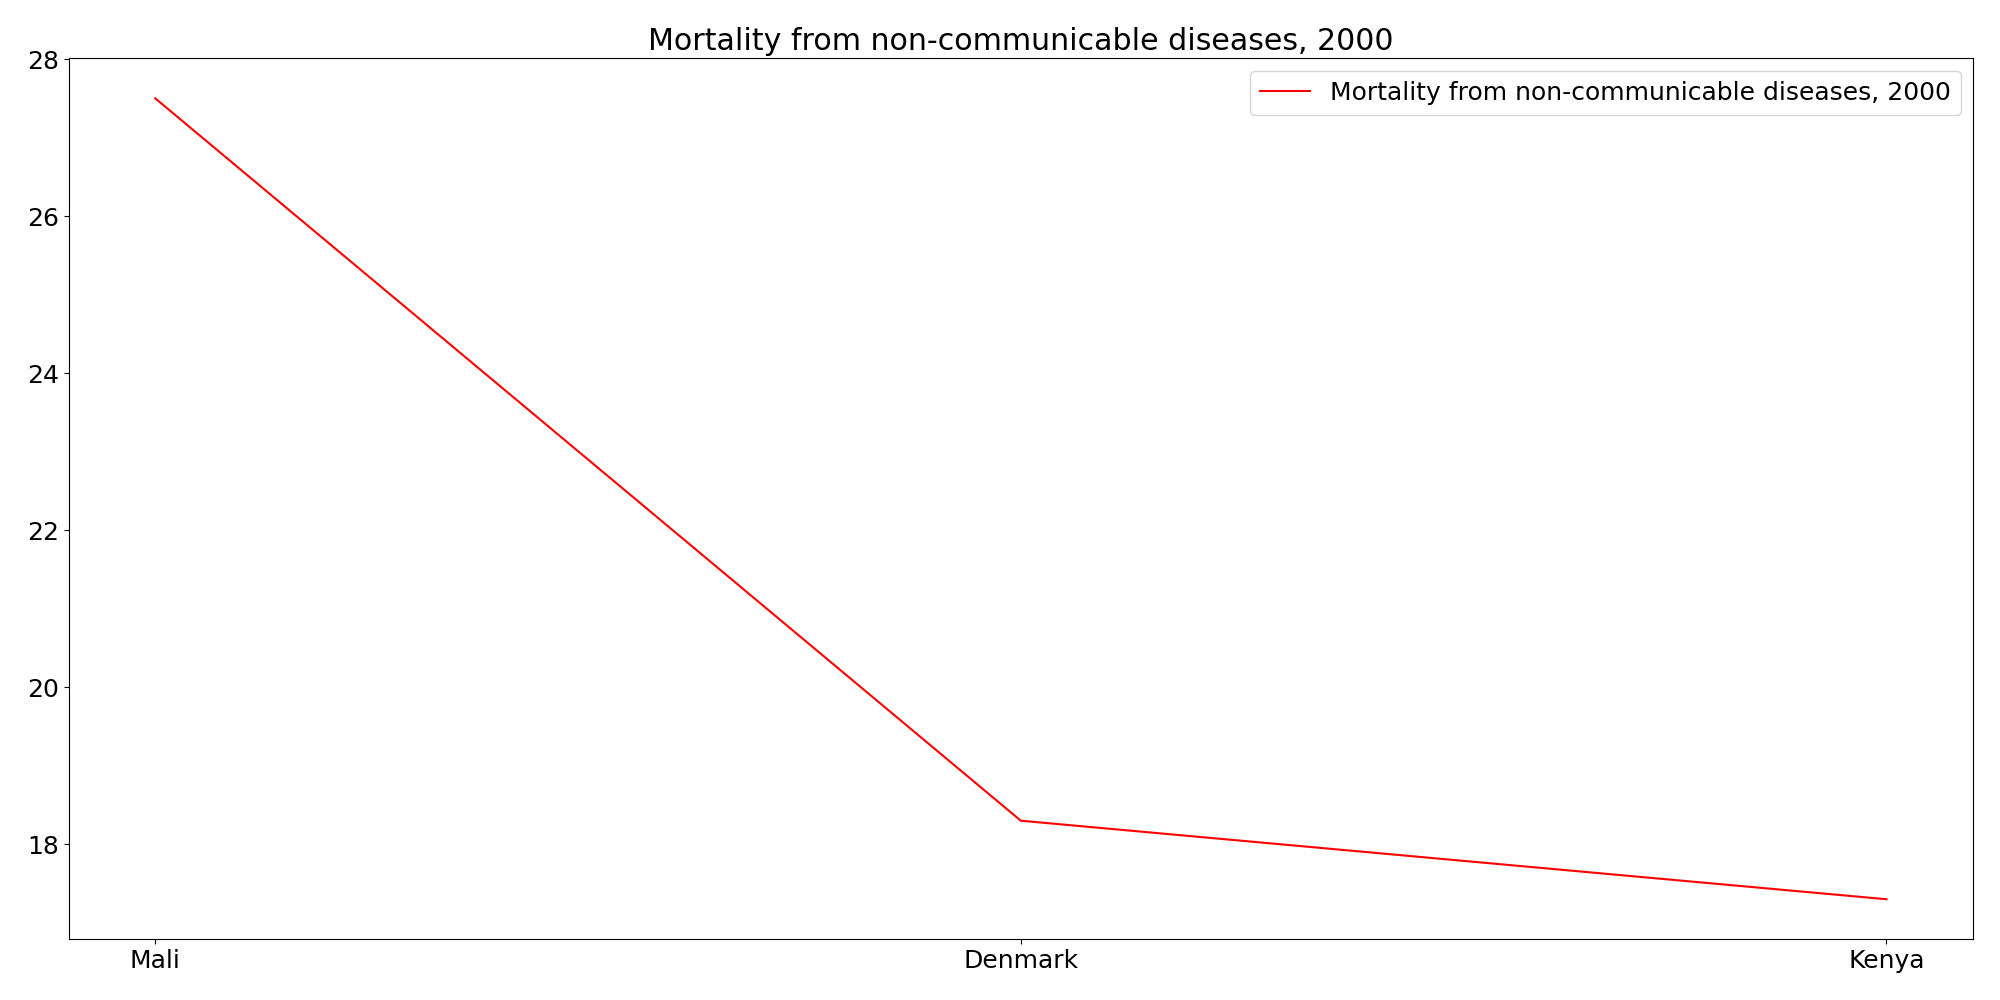 Mortality from non-communicable diseases, 2000
Mortality from non-communicable diseases, 2000
28
26
24
22
20
18
Mali Denmark Kenya